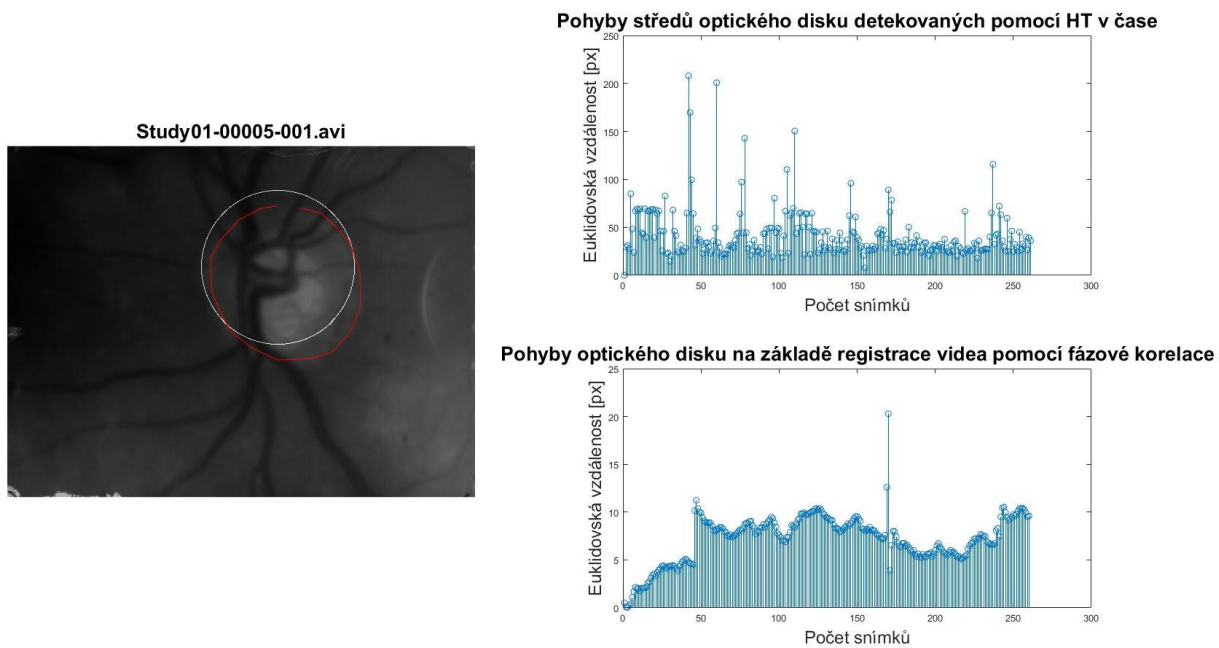 Study01-00005-001.avi
Pohyby středů optického disku detekovaných pomocí HT v čase
Euklidovská vzdálenost [px]
250
200
150
100
50
0
0 50 100 150 200 250 300
Počet snímků
Pohyby optického disku na základě registrace videa pomocí fázové korelace
Euklidovská vzdálenost [px]
25
20
15
10
5
0
0 50 100 150 200 250 300
Počet snímků